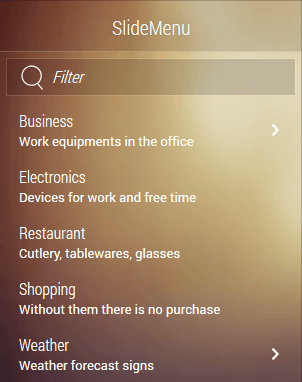 SlideMenu
Filter
Business
Work equipments in the office
Electronics
Devices for work and free time
Restaurant
Cutlery, tablewares, glasses
Shopping
Without them there is no purchase
Weather
Weather forecast signs